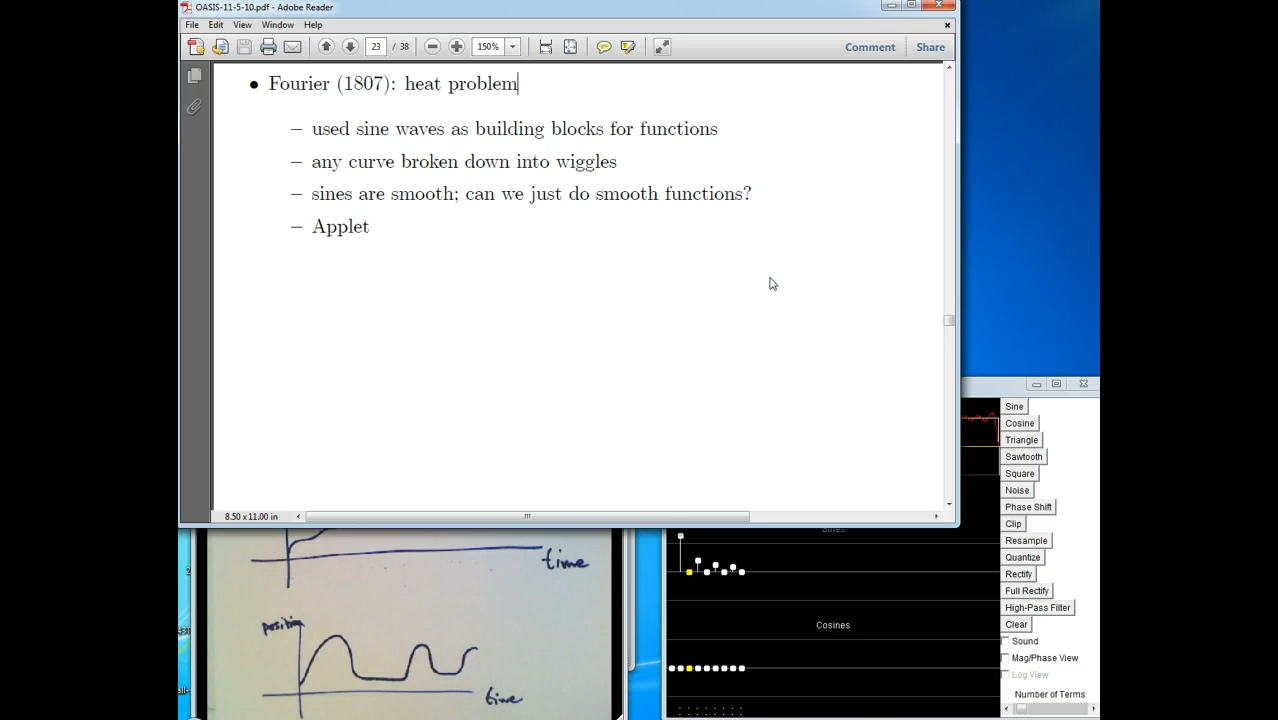 OASIS-11-5-10.pdf - Adobe Reader
File Edit View Window Help
23 / 38 150% Comment Share
• Fourier (1807): heat problem
– used sine waves as building blocks for functions
– any curve broken down into wiggles
– sines are smooth; can we just do smooth functions?
– Applet
8.50 x 11.00 in
Sine
Cosine
Triangle
Sawtooth
Square
Noise
Phase Shift
Clip
Resample
Quantize
Rectify
Full Rectify
High-Pass Filter
Clear
Sound
Mag/Phase View
Log View
Number of Terms
Sines
Cosines
time
position
time